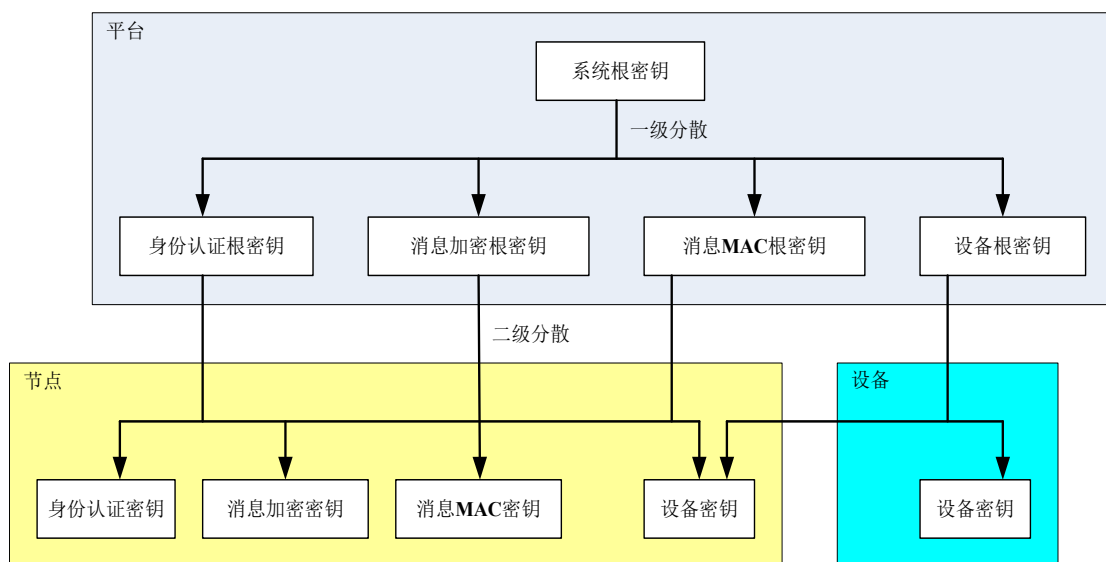 平台
系统根密钥
一级分散
身份认证根密钥
消息加密根密钥
消息MAC根密钥
设备根密钥
二级分散
节点
设备
身份认证密钥
消息加密密钥
消息MAC密钥
设备密钥
设备密钥